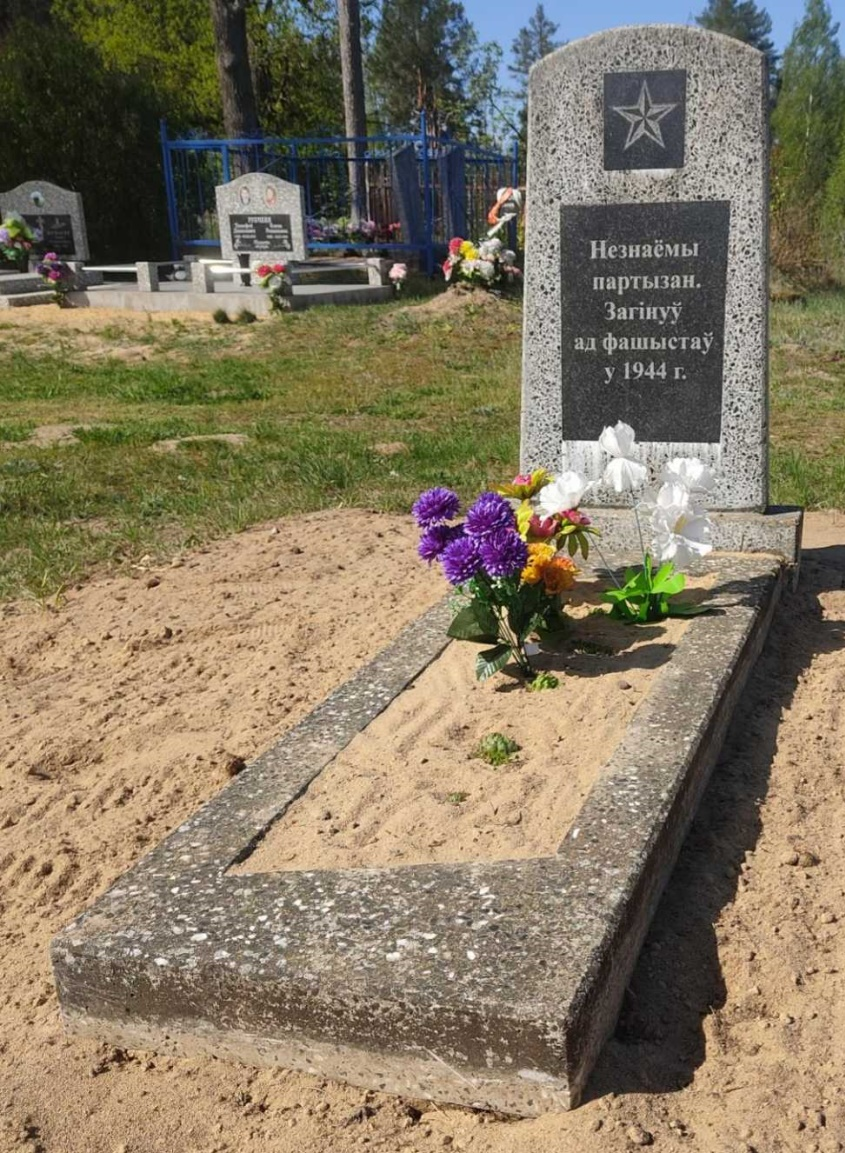 Незнаёмы
партызан.
Загінуў
ад фашыстаў
у 1944 г.